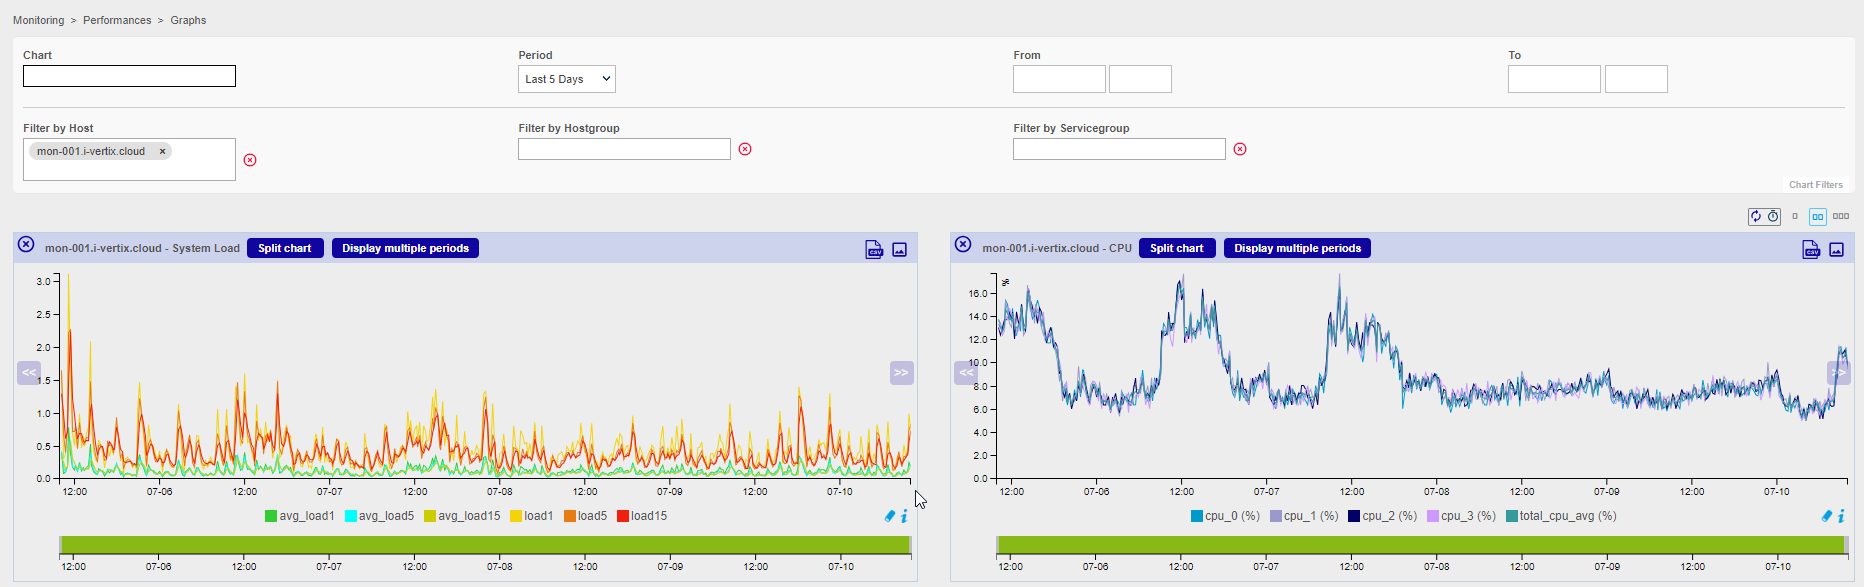 Monitoring > Performances > Graphs
Chart
Period
From
To
Last 5 Days
Filter by Host
Filter by Hostgroup
Filter by Servicegroup
mon-001.i-vertix.cloud ×
Chart Filters
mon-001.i-vertix.cloud - System Load
Split chart
Display multiple periods
CSV
3.0
2.5
2.0
1.5
1.0
0.5
0.0
<<
>>
12:00 07-06 12:00 07-07 12:00 07-08 12:00 07-09 12:00 07-10
avg_load1 avg_load5 avg_load15 load1 load5 load15
12:00 07-06 12:00 07-07 12:00 07-08 12:00 07-09 12:00 07-10
mon-001.i-vertix.cloud - CPU
Split chart
Display multiple periods
CSV
%
16.0
14.0
12.0
10.0
8.0
6.0
4.0
2.0
0.0
<<
>>
12:00 07-06 12:00 07-07 12:00 07-08 12:00 07-09 12:00 07-10
cpu_0 (%) cpu_1 (%) cpu_2 (%) cpu_3 (%) total_cpu_avg (%)
12:00 07-06 12:00 07-07 12:00 07-08 12:00 07-09 12:00 07-10